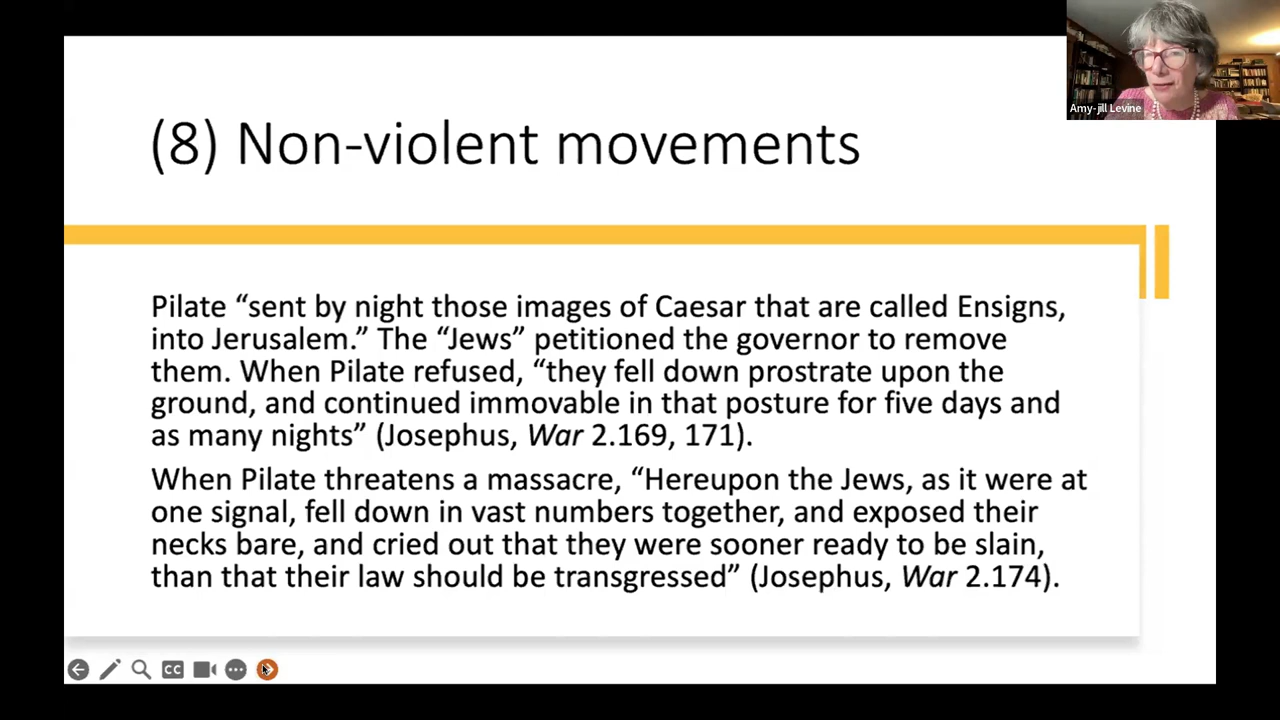 Amy-jill Levine
(8) Non-violent movements
Pilate “sent by night those images of Caesar that are called Ensigns,
into Jerusalem.” The “Jews” petitioned the governor to remove
them. When Pilate refused, “they fell down prostrate upon the
ground, and continued immovable in that posture for five days and
as many nights” (Josephus, War 2.169, 171).
When Pilate threatens a massacre, “Hereupon the Jews, as it were at
one signal, fell down in vast numbers together, and exposed their
necks bare, and cried out that they were sooner ready to be slain,
than that their law should be transgressed” (Josephus, War 2.174).
CC